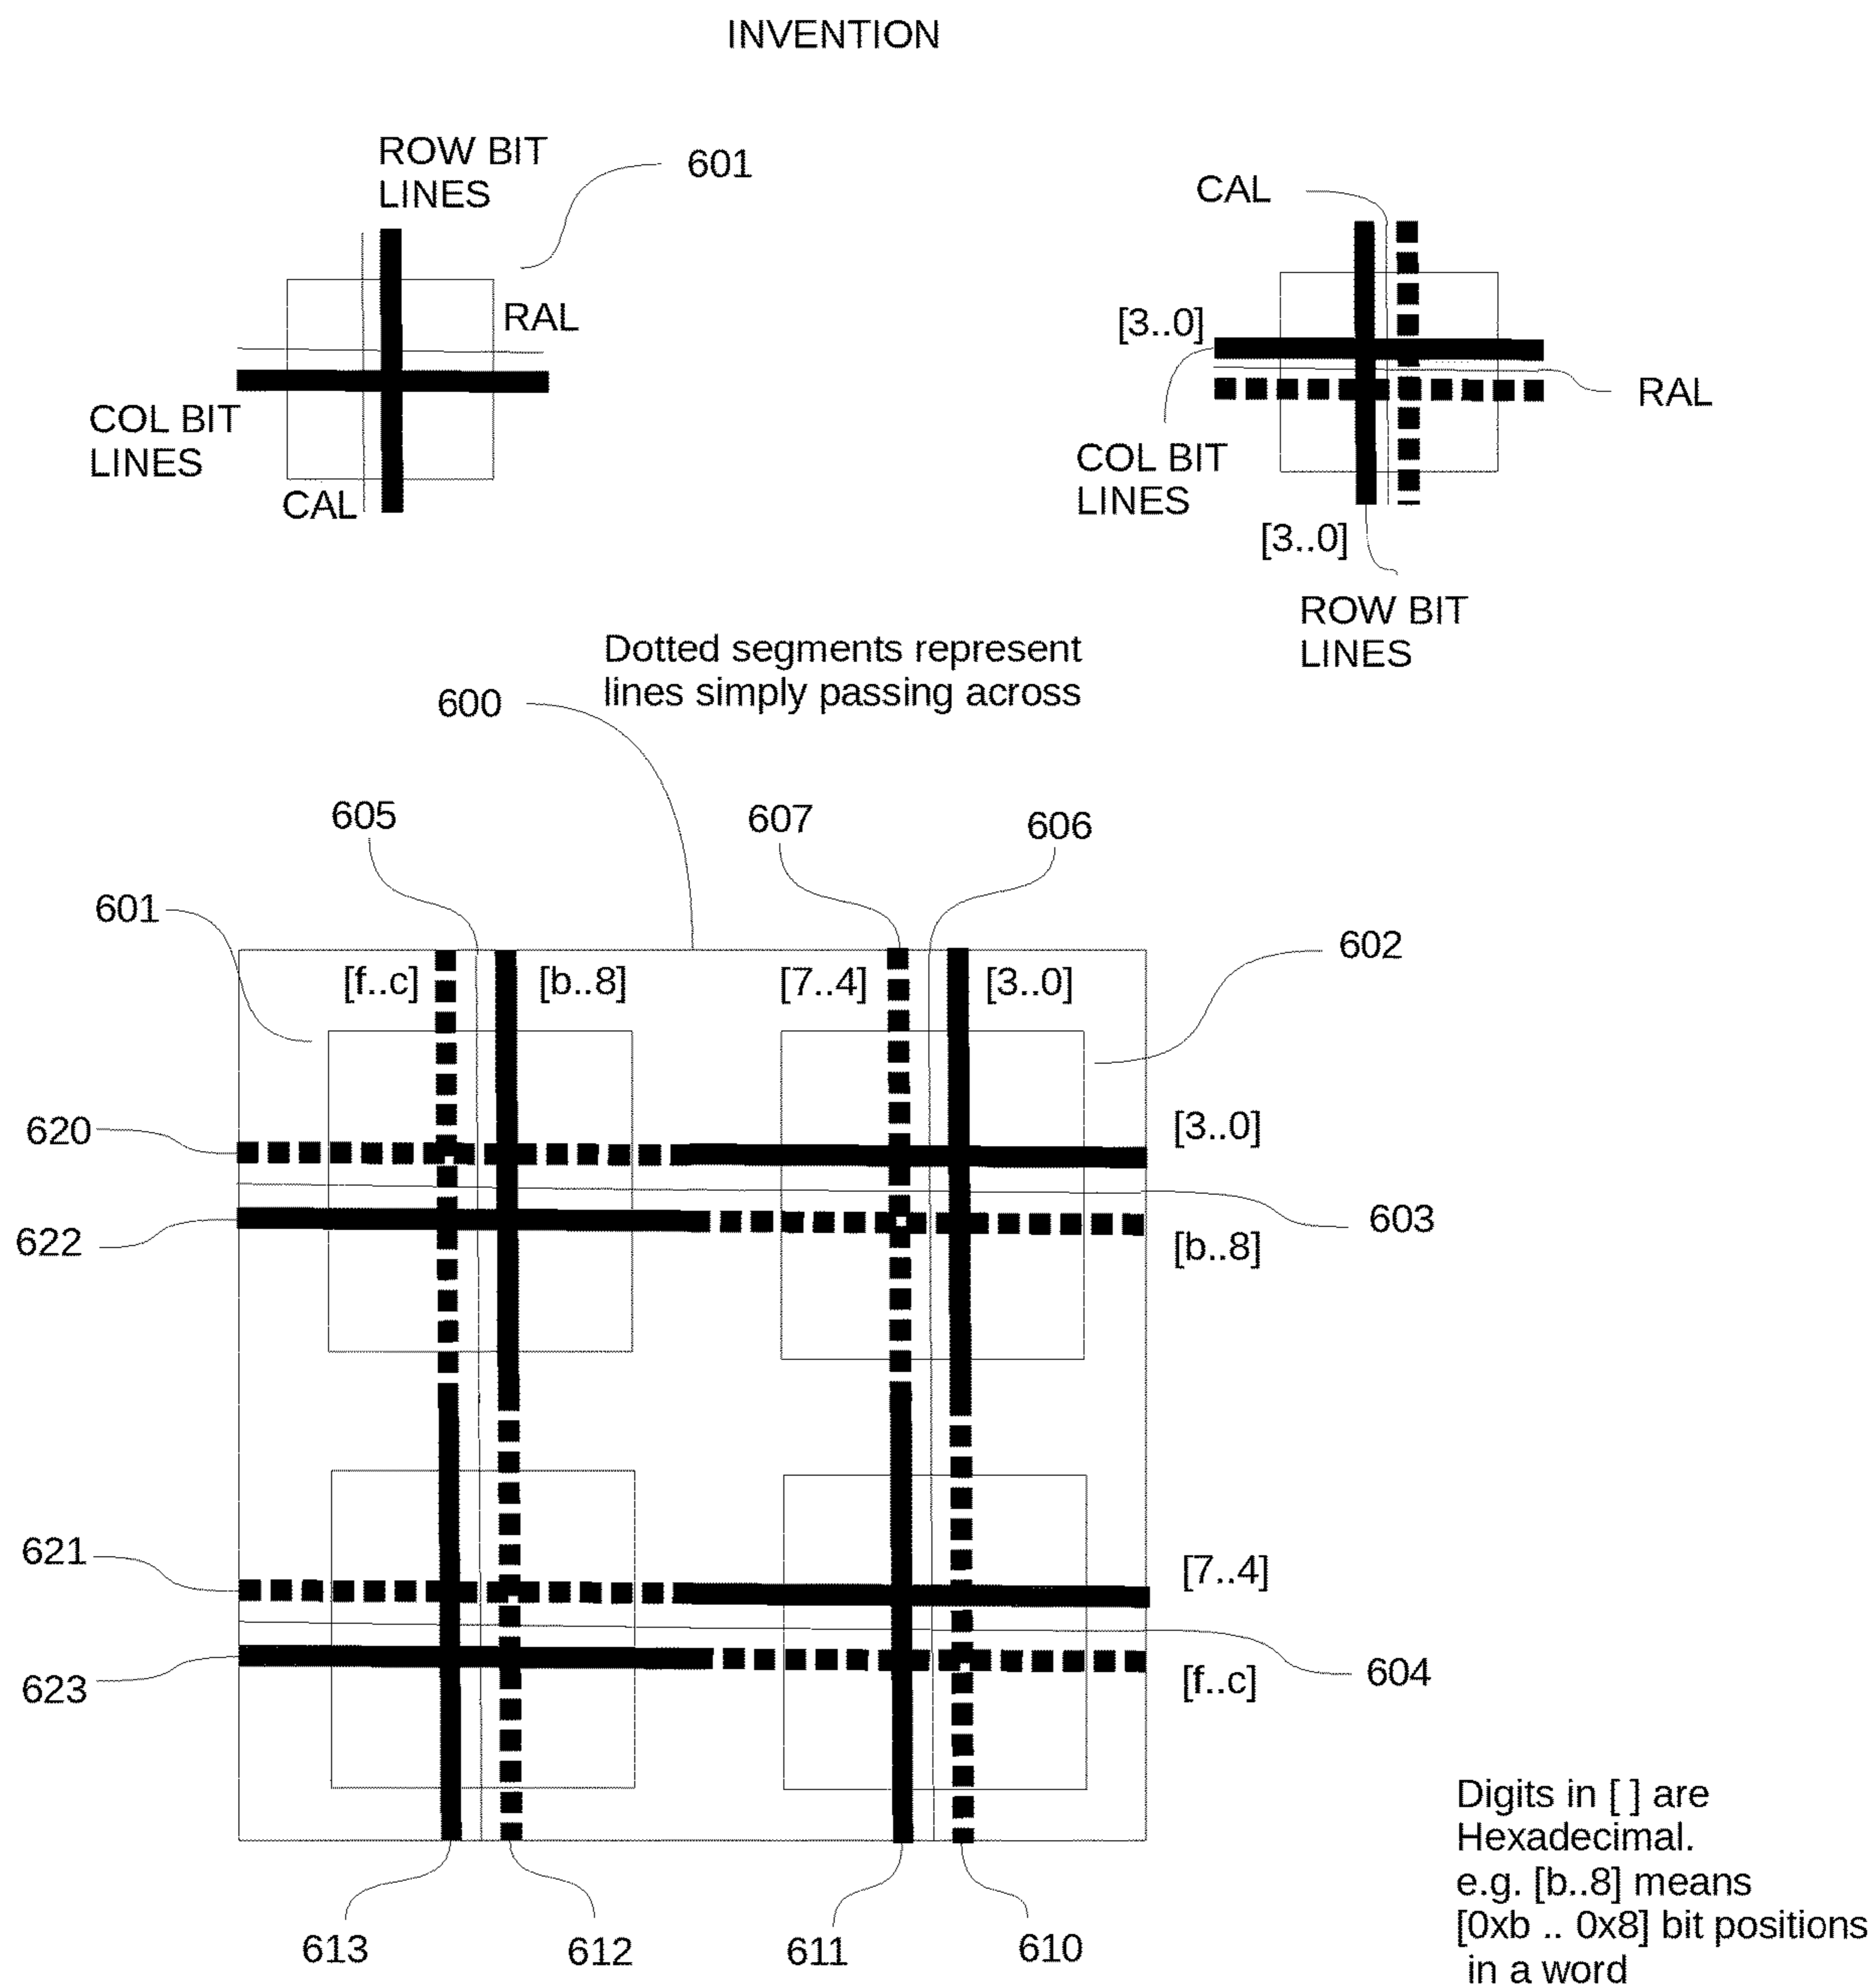 INVENTION
ROW BIT
LINES
601
RAL
COL BIT
LINES
CAL
CAL
[3..0]
RAL
COL BIT
LINES
[3..0]
ROW BIT
LINES
Dotted segments represent
lines simply passing across
600
605
607
606
601
602
[f..c]
[b..8]
[7..4]
[3..0]
620
[3..0]
603
622
[b..8]
621
[7..4]
604
623
[f..c]
613
612
611
610
Digits in [ ] are
Hexadecimal.
e.g. [b..8] means
[0xb .. 0x8] bit positions
in a word